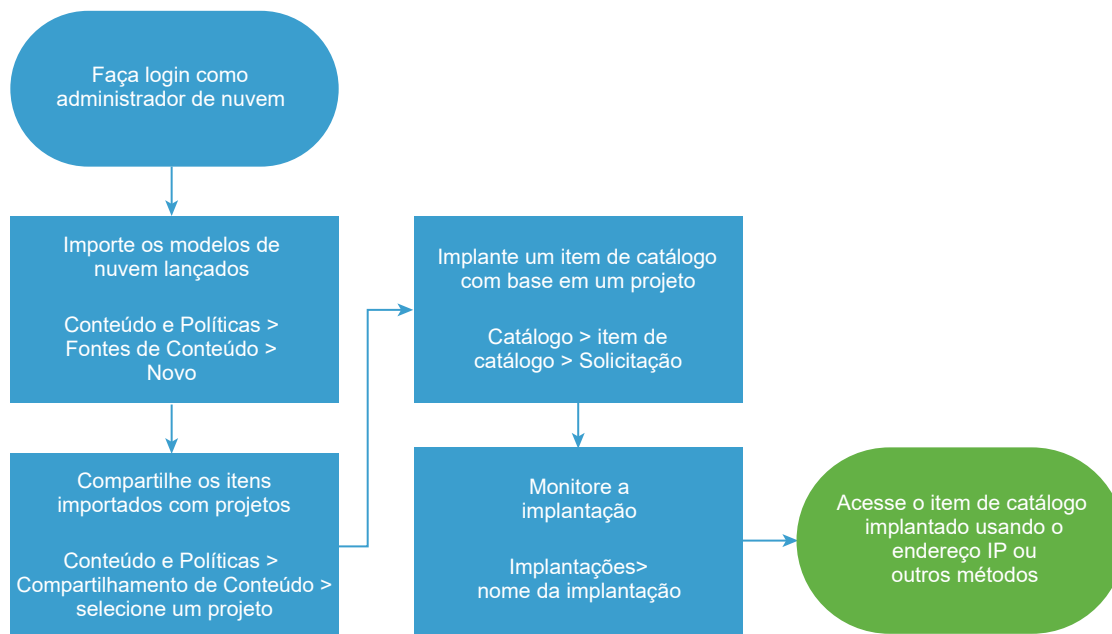 Faça login como
administrador de nuvem
Importe os modelos de
nuvem lançados
Conteúdo e Políticas >
Fontes de Conteúdo >
Novo
Compartilhe os itens
importados com projetos
Conteúdo e Políticas >
Compartilhamento de Conteúdo >
selecione um projeto
Implante um item de catálogo
com base em um projeto
Catálogo > item de
catálogo > Solicitação
Monitore a
implantação
Implantações>
nome da implantação
Acesse o item de catálogo
implantado usando o
endereço IP ou
outros métodos